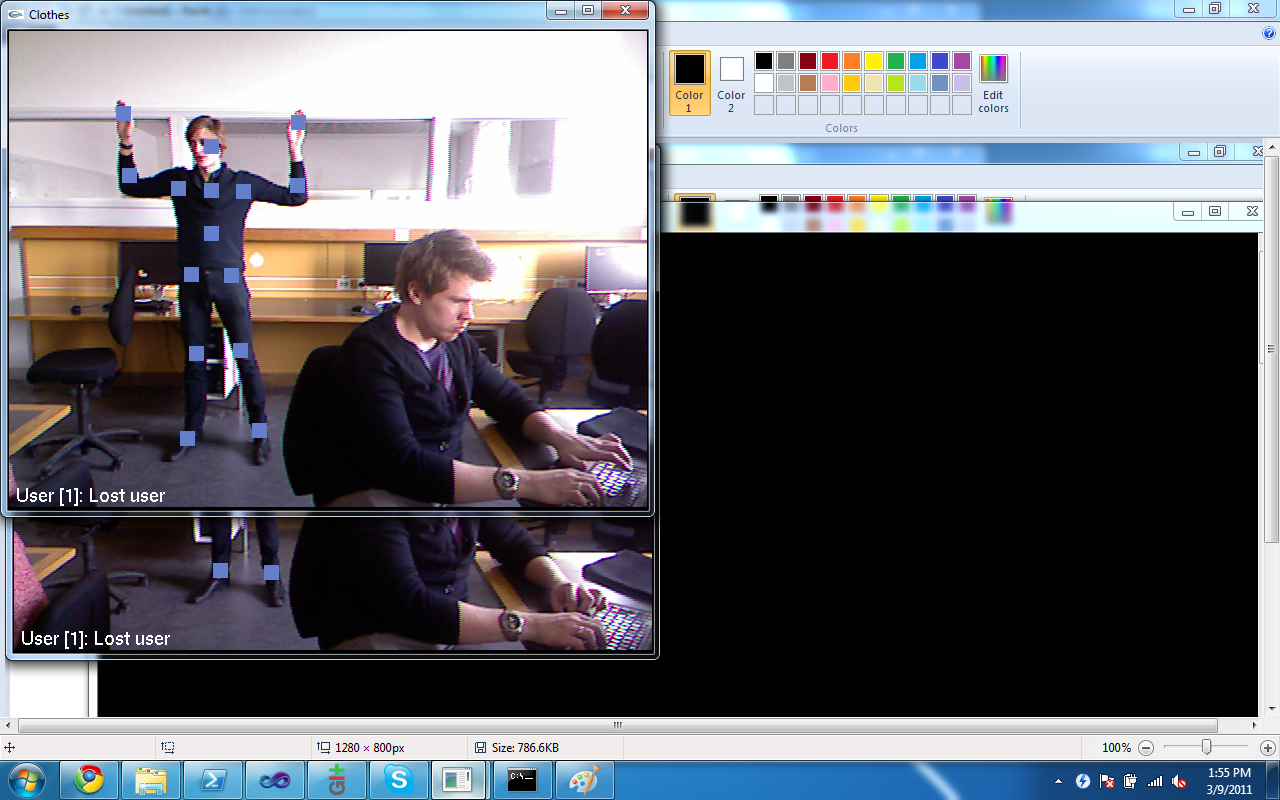 Clothes
Color
1
Color
2
Edit
colors
Colors
User [1]: Lost user
User [1]: Lost user
1280 × 800px
Size: 786.6KB
100%
C:\
Git+
1:55 PM
3/9/2011